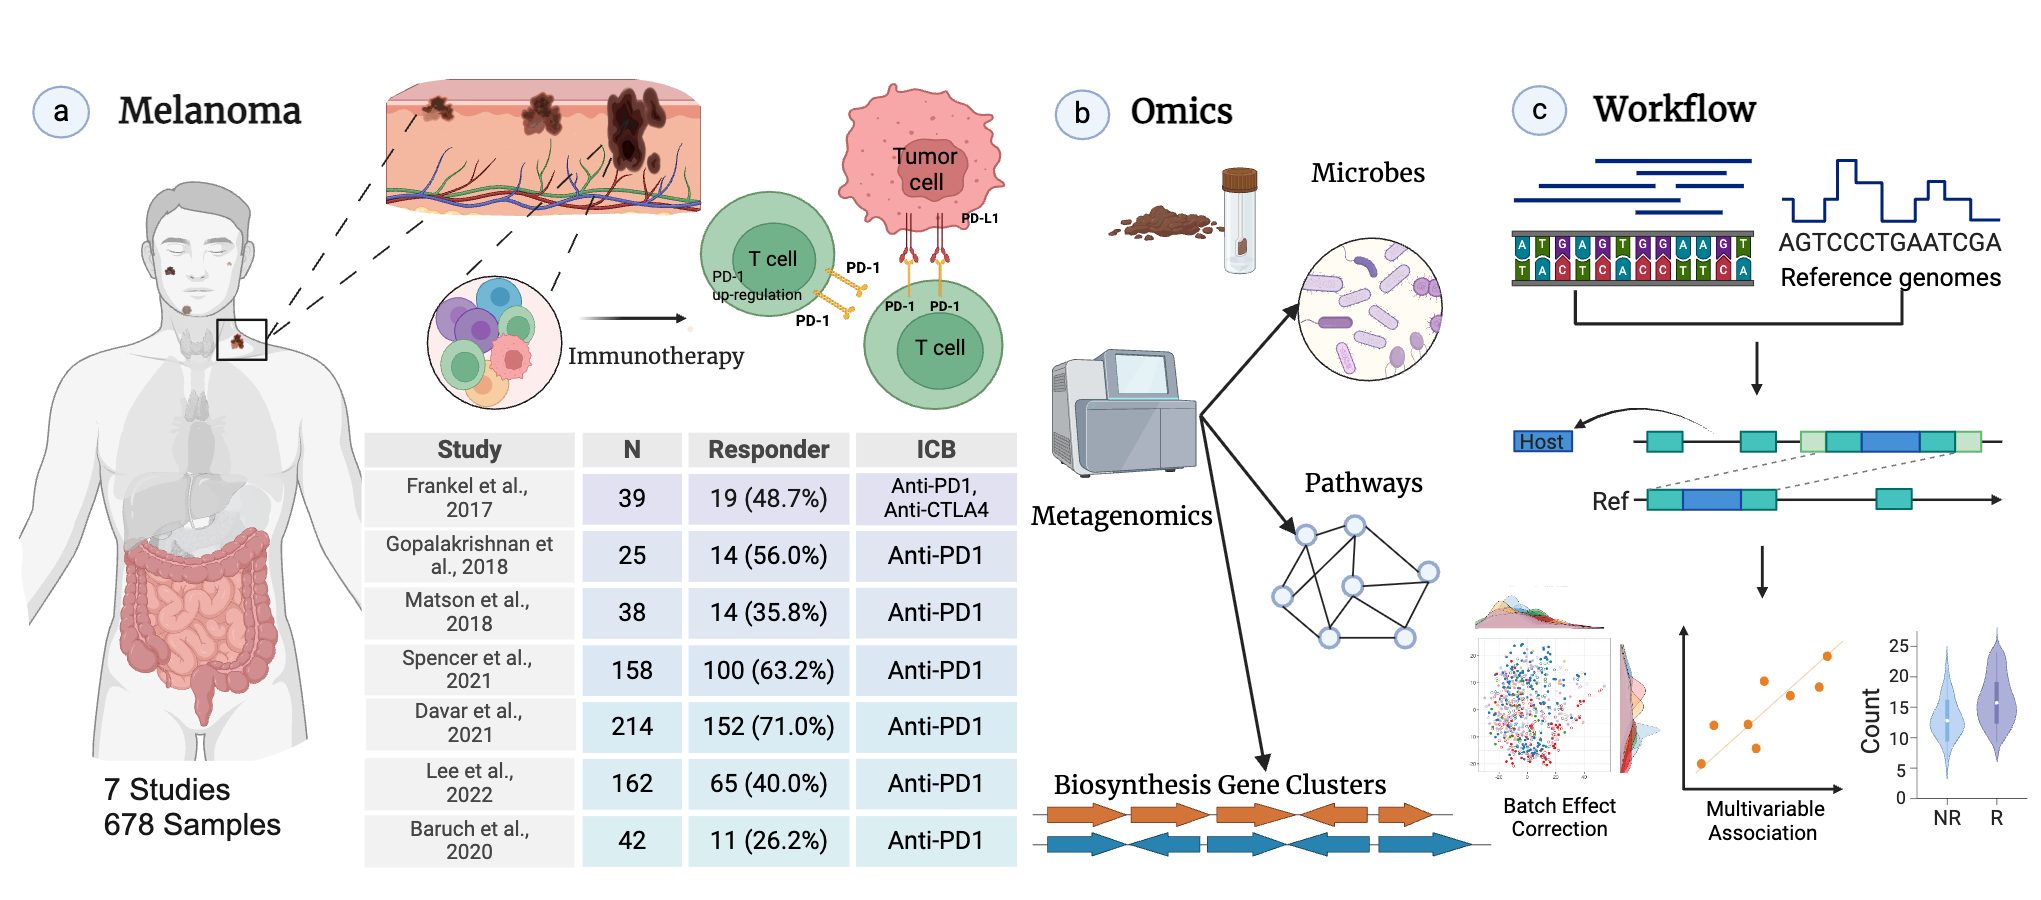 a Melanoma
Tumor
cell
PD-L1
T cell
PD-1
up-regulation
PD-1
PD-1
PD-1 PD-1
T cell
Immunotherapy
Study N Responder ICB
Frankel et al.,
2017
39 19 (48.7%)
Anti-PD1,
Anti-CTLA4
Gopalakrishnan et
al., 2018
25 14 (56.0%) Anti-PD1
Matson et al.,
2018
38 14 (35.8%) Anti-PD1
Spencer et al.,
2021
158 100 (63.2%) Anti-PD1
Davar et al.,
2021
214 152 (71.0%) Anti-PD1
Lee et al.,
2022
162 65 (40.0%) Anti-PD1
Baruch et al.,
2020
42 11 (26.2%) Anti-PD1
7 Studies
678 Samples
b Omics
Microbes
Metagenomics
Pathways
Biosynthesis Gene Clusters
c Workflow
A T G A G T G G A A G T
T A C T C A C C T T C A
AGTCCCTGAATCGA
Reference genomes
Host
Ref
Batch Effect
Correction
Multivariable
Association
Count
25
20
15
10
5
0
NR R